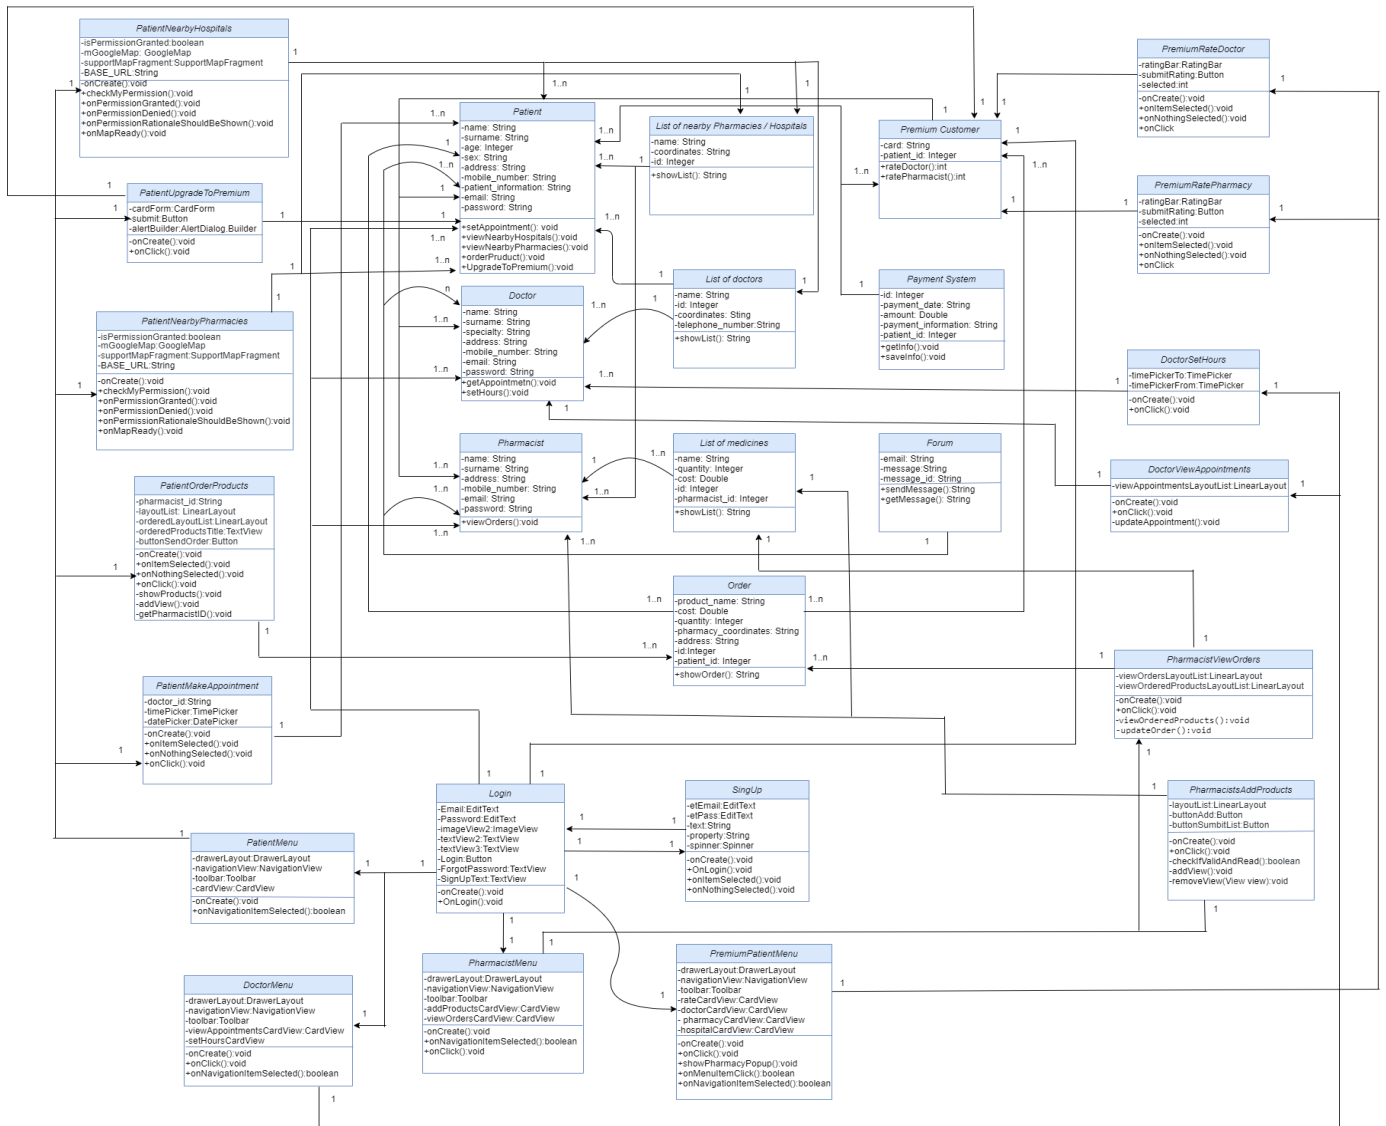 PatientNearbyHospitals
-isPermissionGranted:boolean
-mGoogleMap: GoogleMap
-supportMapFragment:SupportMapFragment
-BASE_URL:String
-onCreate():void
+checkMyPermission():void
+onPermissionGranted():void
+onPermissionDenied():void
+onPermissionRationaleShouldBeShown():void
+onMapReady():void
PatientUpgradeToPremium
-cardForm:CardForm
-submit:Button
-alertBuilder:AlertDialog.Builder
-onCreate():void
+onClick():void
PatientNearbyPharmacies
-isPermissionGranted:boolean
-mGoogleMap:GoogleMap
-supportMapFragment:SupportMapFragment
-BASE_URL:String
-onCreate():void
+checkMyPermission():void
+onPermissionGranted():void
+onPermissionDenied():void
+onPermissionRationaleShouldBeShown():void
+onMapReady():void
PatientOrderProducts
-pharmacist_id:String
-layoutList: LinearLayout
-orderedLayoutList:LinearLayout
-orderedProductsTitle:TextView
-buttonSendOrder:Button
-onCreate():void
+onItemSelected():void
+onNothingSelected():void
+onClick():void
-showProducts():void
-addView():void
-getPharmacistID():void
PatientMakeAppointment
-doctor_id:String
-timePicker:TimePicker
-datePicker:DatePicker
-onCreate():void
+onItemSelected():void
+onNothingSelected():void
+onClick():void
PatientMenu
-drawerLayout:DrawerLayout
-navigationView:NavigationView
-toolbar:Toolbar
-cardView:CardView
-onCreate():void
+onNavigationItemSelected():boolean
DoctorMenu
-drawerLayout:DrawerLayout
-navigationView:NavigationView
-toolbar:Toolbar
-viewAppointmentsCardView:CardView
-setHoursCardView
-onCreate():void
+onClick():void
+onNavigationItemSelected():boolean
Patient
-name: String
-surname: String
-age: Integer
-sex: String
-address: String
-mobile_number: String
-patient_information: String
-email: String
-password: String
+setAppointment(): void
+viewNearbyHospitals():void
+viewNearbyPharmacies():void
+orderPruduct():void
+UpgradeToPremium():void
Doctor
-name: String
-surname: String
-specialty: String
-address: String
-mobile_number: String
-email: String
-password: String
+getAppointmetn():void
+setHours():void
Pharmacist
-name: String
-surname: String
-address: String
-mobile_number: String
-email: String
-password: String
+viewOrders():void
List of nearby Pharmacies / Hospitals
-name: String
-coordinates: String
-id: Integer
+showList(): String
List of doctors
-name: String
-id: Integer
-coordinates: Sting
-telephone_number:String
+showList(): String
List of medicines
-name: String
-quantity: Integer
-cost: Double
-id: Integer
-pharmacist_id: Integer
+showList(): String
Order
-product_name: String
-cost: Double
-quantity: Integer
-pharmacy_coordinates: String
-address: String
-id:Integer
-patient_id: Integer
+showOrder(): String
Premium Customer
-card: String
-patient_id: Integer
+rateDoctor():int
+ratePharmacist():int
Payment System
-id: Integer
-payment_date: String
-amount: Double
-payment_information: String
-patient_id: Integer
+getInfo():void
+saveInfo():void
Forum
-email: String
-message:String
-message_id: String
+sendMessage():String
+getMessage(): String
PremiumRateDoctor
-ratingBar:RatingBar
-submitRating:Button
-selected:int
-onCreate():void
+onItemSelected():void
+onNothingSelected():void
+onClick
PremiumRatePharmacy
-ratingBar:RatingBar
-submitRating:Button
-selected:int
-onCreate():void
+onItemSelected():void
+onNothingSelected():void
+onClick
DoctorSetHours
-timePickerTo:TimePicker
-timePickerFrom:TimePicker
-onCreate():void
+onClick():void
DoctorViewAppointments
-viewAppointmentsLayoutList:LinearLayout
-onCreate():void
+onClick():void
-updateAppointment():void
PharmacistViewOrders
-viewOrdersLayoutList:LinearLayout
-viewOrderedProductsLayoutList:LinearLayout
-onCreate():void
+onClick():void
-viewOrderedProducts():void
-updateOrder():void
PharmacistsAddProducts
-layoutList:LinearLayout
-buttonAdd:Button
-buttonSumbitList:Button
-onCreate():void
+onClick():void
-checkIfValidAndRead():boolean
-addView():void
-removeView(View view):void
Login
-Email:EditText
-Password:EditText
-imageView2:ImageView
-textView2:TextView
-textView3:TextView
-Login:Button
-ForgotPassword:TextView
-SignUpText:TextView
-onCreate():void
+OnLogin():void
SingUp
-etEmail:EditText
-etPass:EditText
-text:String
-property:String
-spinner:Spinner
-onCreate():void
+OnLogin():void
+onItemSelected():void
+onNothingSelected():void
PharmacistMenu
-drawerLayout:DrawerLayout
-navigationView:NavigationView
-toolbar:Toolbar
-addProductsCardView:CardView
-viewOrdersCardView:CardView
-onCreate():void
+onNavigationItemSelected():boolean
+onClick():void
PremiumPatientMenu
-drawerLayout:DrawerLayout
-navigationView:NavigationView
-toolbar:Toolbar
-rateCardView:CardView
-doctorCardView:CardView
- pharmacyCardView:CardView
-hospitalCardView:CardView
-onCreate():void
+onClick():void
+showPharmacyPopup():void
+onMenuItemClick():boolean
+onNavigationItemSelected():boolean